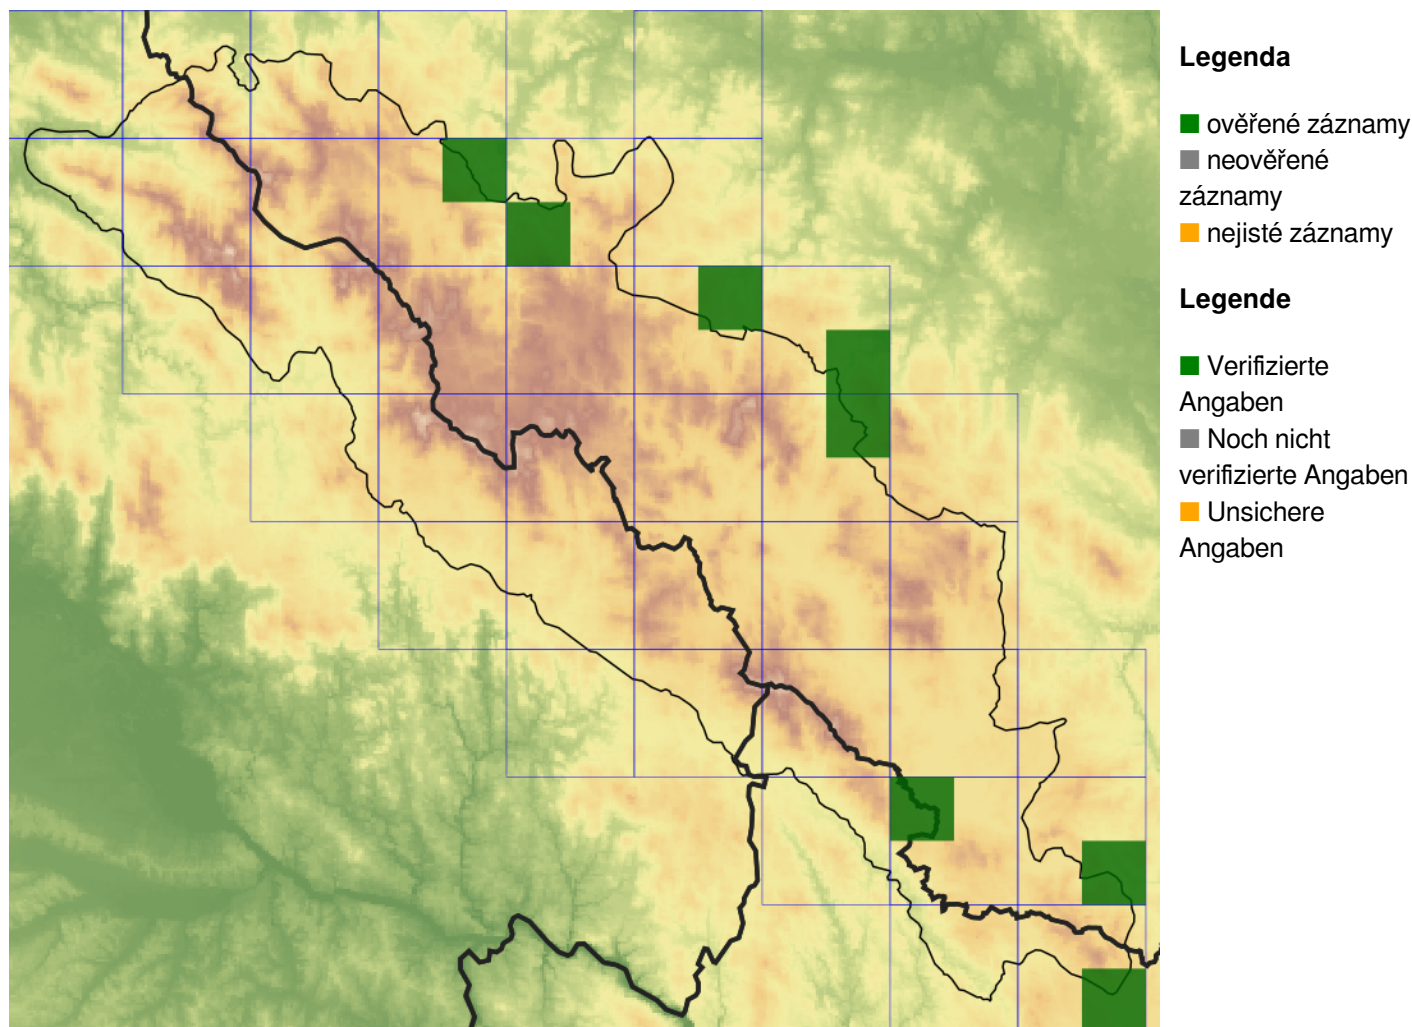 Legenda
ověřené záznamy
neověřené
záznamy
nejisté záznamy
Legende
Verifizierte
Angaben
Noch nicht
verifizierte Angaben
Unsichere
Angaben